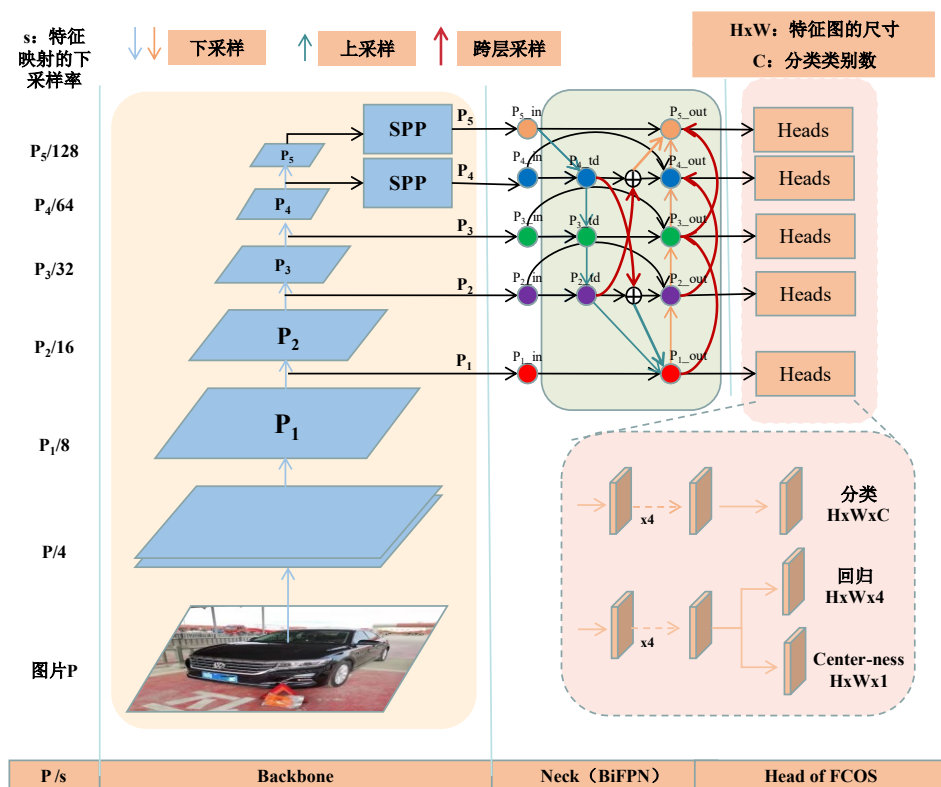 s：特征
映射的下
采样率
下采样
上采样
跨层采样
HxW：特征图的尺寸
C：分类类别数
P5/128
P4/64
P3/32
P2/16
P1/8
P/4
图片P
P5
P4
P3
P2
P1
SPP
SPP
P5
P4
P3
P2
P1
P5_in
P5_out
P4_in
P4_td
P4_out
P3_in
P3_td
P3_out
P2_in
P2_td
P2_out
P1_in
P1_out
Heads
Heads
Heads
Heads
Heads
x4
分类
HxWxC
x4
回归
HxWx4
Center-ness
HxWx1
P /s
Backbone
Neck（BiFPN）
Head of FCOS